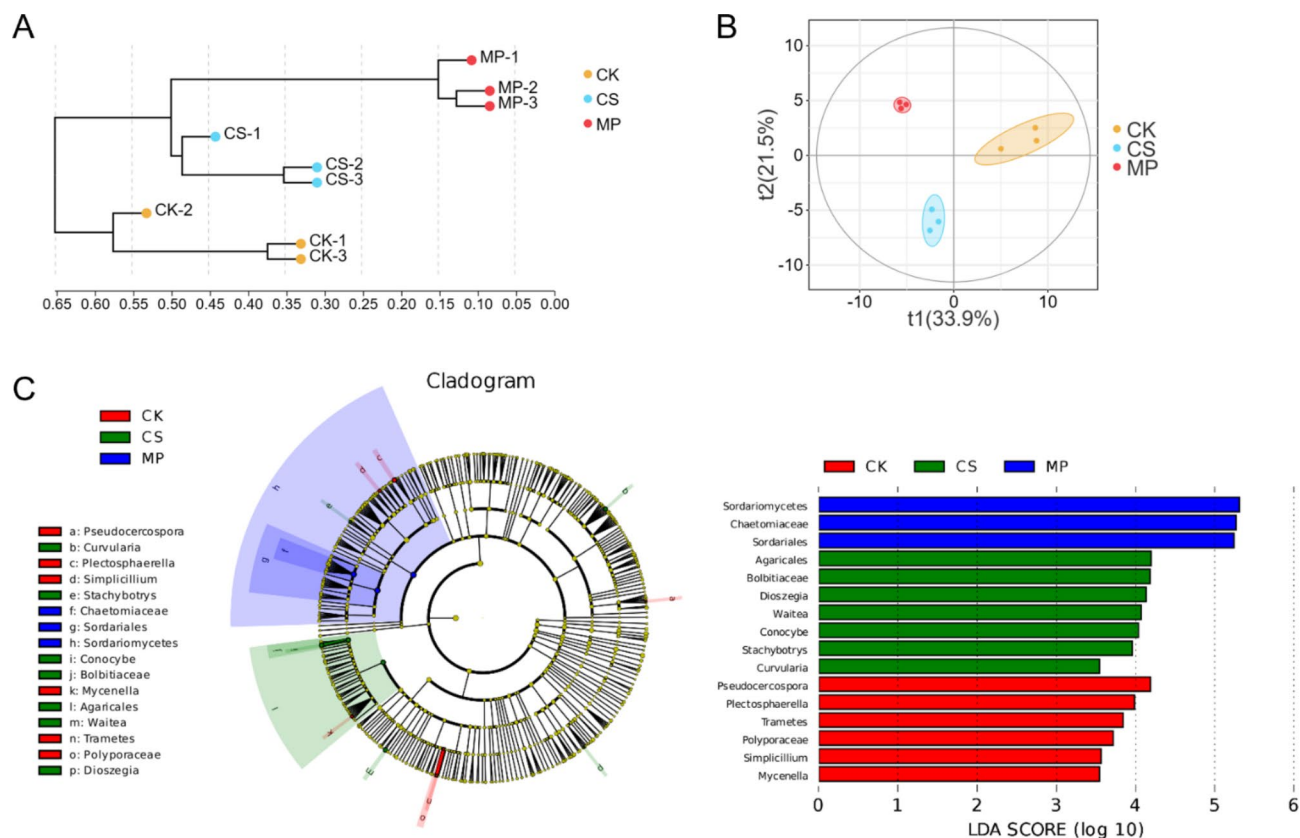 A
MP-1
MP-2
MP-3
CS-1
CS-2
CS-3
CK-2
CK-1
CK-3
CK
CS
MP
0.65 0.60 0.55 0.50 0.45 0.40 0.35 0.30 0.25 0.20 0.15 0.10 0.05 0.00
B
10
5
0
-5
-10
t2(21.5%)
-10 0 10
t1(33.9%)
CK
CS
MP
C
Cladogram
CK
CS
MP
a: Pseudocercospora
b: Curvularia
c: Plectosphaerella
d: Simplicillium
e: Stachybotrys
f: Chaetomiaceae
g: Sordariales
h: Sordariomycetes
i: Conocybe
j: Bolbitiaceae
k: Mycenella
l: Agaricales
m: Waitea
n: Trametes
o: Polyporaceae
p: Dioszegia
h
g
f
CK CS MP
Sordariomycetes
Chaetomiaceae
Sordariales
Agaricales
Bolbitiaceae
Dioszegia
Waitea
Conocybe
Stachybotrys
Curvularia
Pseudocercospora
Plectosphaerella
Trametes
Polyporaceae
Simplicillium
Mycenella
0 1 2 3 4 5 6
LDA SCORE (log 10)